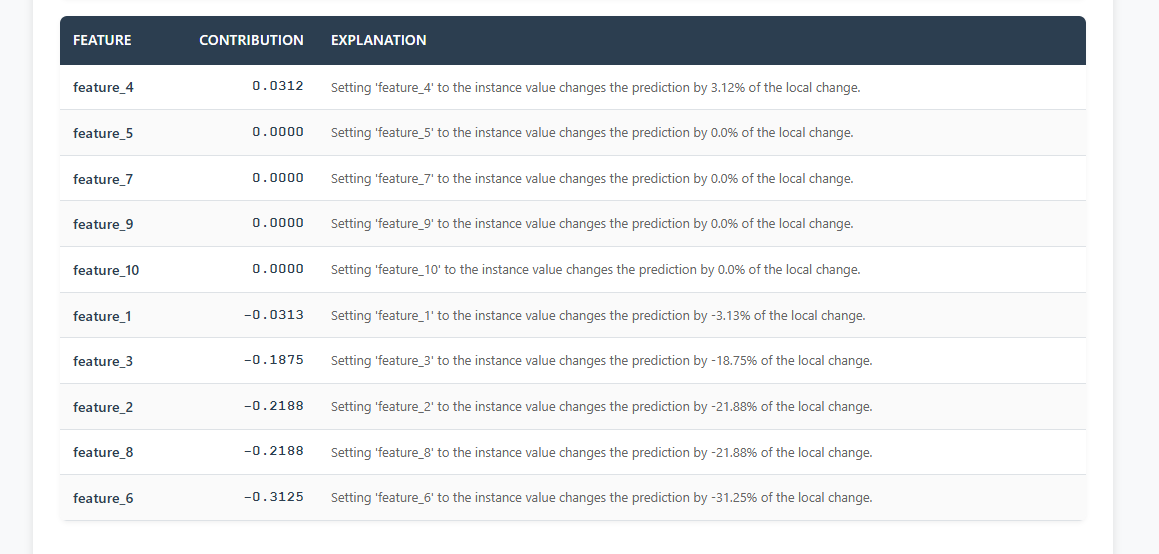 FEATURE CONTRIBUTION EXPLANATION
feature_4 0.0312 Setting 'feature_4' to the instance value changes the prediction by 3.12% of the local change.
feature_5 0.0000 Setting 'feature_5' to the instance value changes the prediction by 0.0% of the local change.
feature_7 0.0000 Setting 'feature_7' to the instance value changes the prediction by 0.0% of the local change.
feature_9 0.0000 Setting 'feature_9' to the instance value changes the prediction by 0.0% of the local change.
feature_10 0.0000 Setting 'feature_10' to the instance value changes the prediction by 0.0% of the local change.
feature_1 -0.0313 Setting 'feature_1' to the instance value changes the prediction by -3.13% of the local change.
feature_3 -0.1875 Setting 'feature_3' to the instance value changes the prediction by -18.75% of the local change.
feature_2 -0.2188 Setting 'feature_2' to the instance value changes the prediction by -21.88% of the local change.
feature_8 -0.2188 Setting 'feature_8' to the instance value changes the prediction by -21.88% of the local change.
feature_6 -0.3125 Setting 'feature_6' to the instance value changes the prediction by -31.25% of the local change.